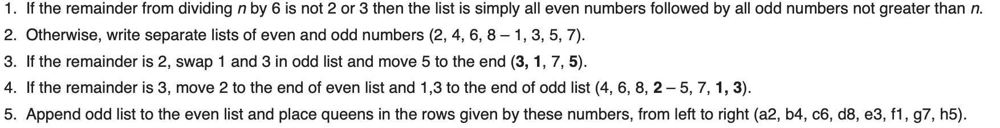 1. If the remainder from dividing n by 6 is not 2 or 3 then the list is simply all even numbers followed by all odd numbers not greater than n.
2. Otherwise, write separate lists of even and odd numbers (2, 4, 6, 8 – 1, 3, 5, 7).
3. If the remainder is 2, swap 1 and 3 in odd list and move 5 to the end (3, 1, 7, 5).
4. If the remainder is 3, move 2 to the end of even list and 1,3 to the end of odd list (4, 6, 8, 2 – 5, 7, 1, 3).
5. Append odd list to the even list and place queens in the rows given by these numbers, from left to right (a2, b4, c6, d8, e3, f1, g7, h5).